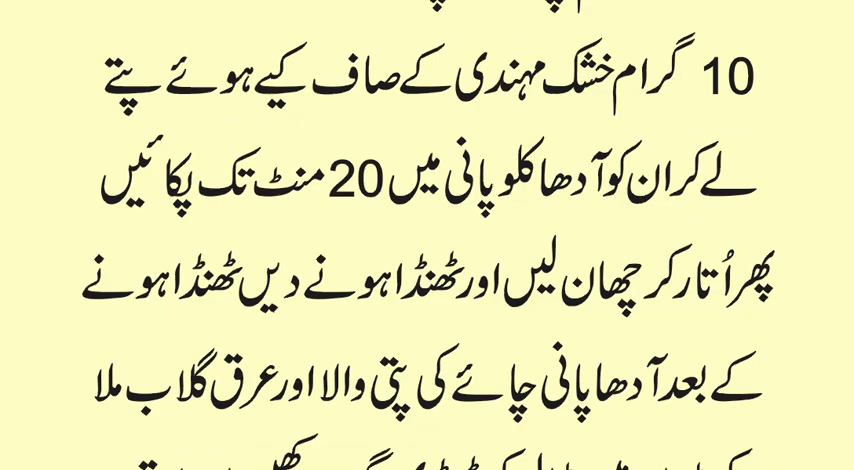 10 گرام خشک مہندی کے صاف کیے ہوئے پتے
لے کر ان کو آدھا کلو پانی میں 20 منٹ تک پکائیں
پھر اُتار کر چھان لیں اور ٹھنڈا ہونے دیں ٹھنڈا ہونے
کے بعد آدھا پانی چائے کی پتی والا اور عرق گلاب ملا